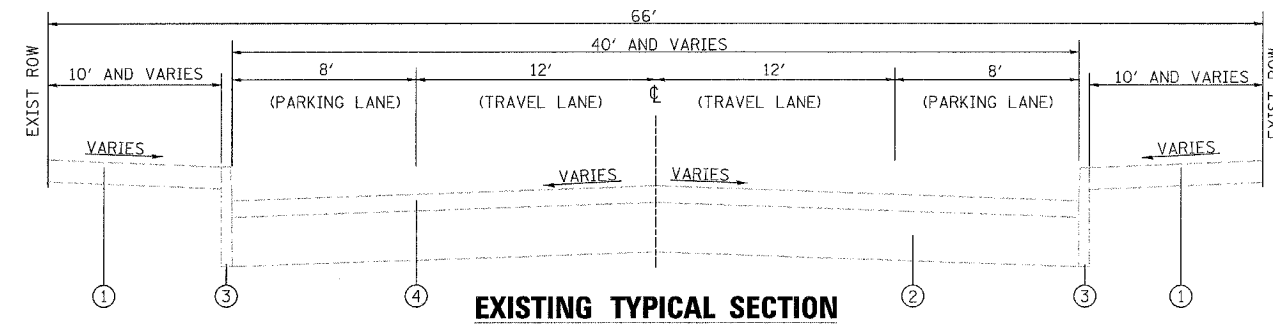 66'
40' AND VARIES
10' AND VARIES
8'
12'
12'
8'
10' AND VARIES
EXIST ROW
(PARKING LANE)
(TRAVEL LANE)
℄
(TRAVEL LANE)
(PARKING LANE)
EXIST ROW
VARIES
VARIES
VARIES
VARIES
1
3
4
2
3
1
EXISTING TYPICAL SECTION